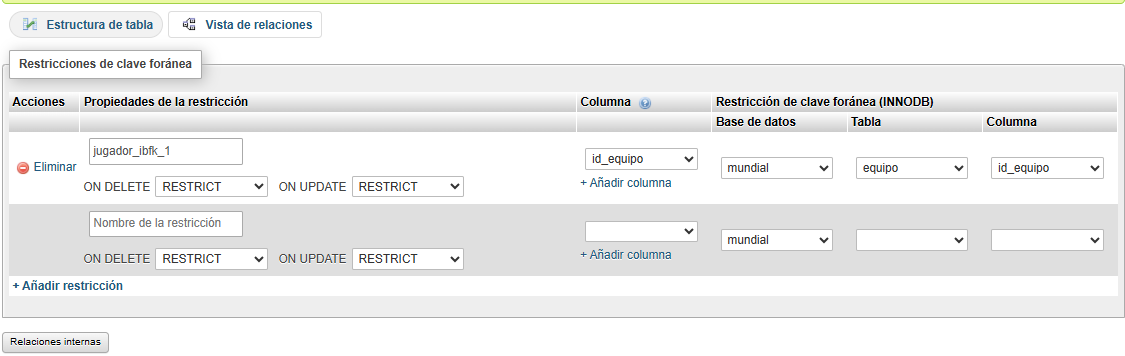 Estructura de tabla Vista de relaciones
Restricciones de clave foránea
Acciones Propiedades de la restricción Columna Restricción de clave foránea (INNODB)
Base de datos Tabla Columna
Eliminar jugador_ibfk_1 id_equipo mundial equipo id_equipo
ON DELETE RESTRICT ON UPDATE RESTRICT + Añadir columna
Nombre de la restricción mundial
ON DELETE RESTRICT ON UPDATE RESTRICT + Añadir columna
+ Añadir restricción
Relaciones internas